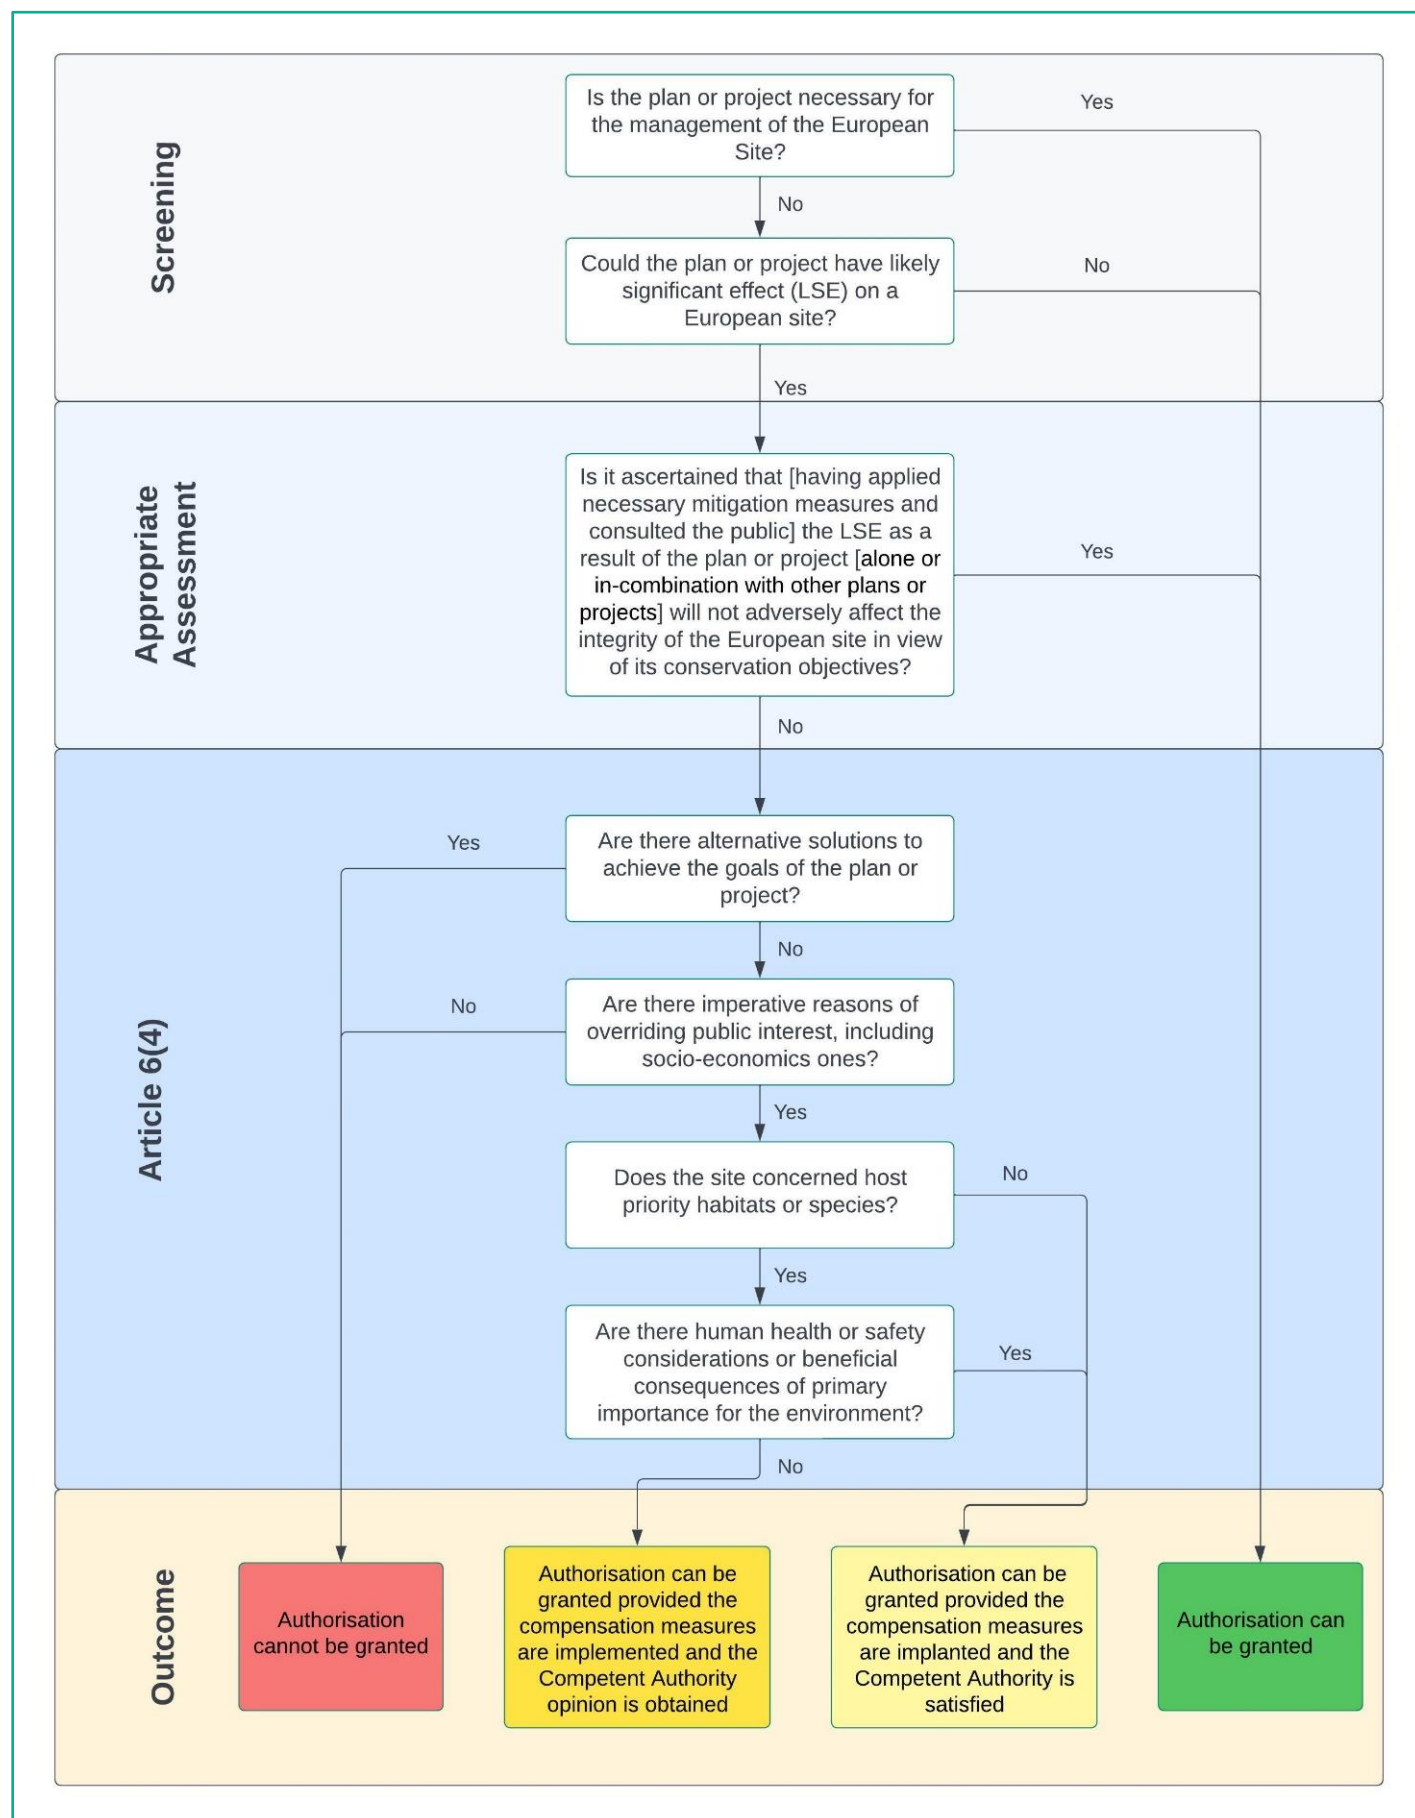 Screening
Is the plan or project necessary for
the management of the European
Site?
Yes
No
Could the plan or project have likely
significant effect (LSE) on a
European site?
No
Yes
Appropriate
Assessment
Is it ascertained that [having applied
necessary mitigation measures and
consulted the public] the LSE as a
result of the plan or project [alone or
in-combination with other plans or
projects] will not adversely affect the
integrity of the European site in view
of its conservation objectives?
Yes
No
Article 6(4)
Are there alternative solutions to
achieve the goals of the plan or
project?
Yes
No
Are there imperative reasons of
overriding public interest, including
socio-economics ones?
No
Yes
Does the site concerned host
priority habitats or species?
No
Yes
Are there human health or safety
considerations or beneficial
consequences of primary
importance for the environment?
Yes
No
Outcome
Authorisation
cannot be granted
Authorisation can be
granted provided the
compensation measures
are implemented and the
Competent Authority
opinion is obtained
Authorisation can be
granted provided the
compensation measures
are implanted and the
Competent Authority is
satisfied
Authorisation can
be granted